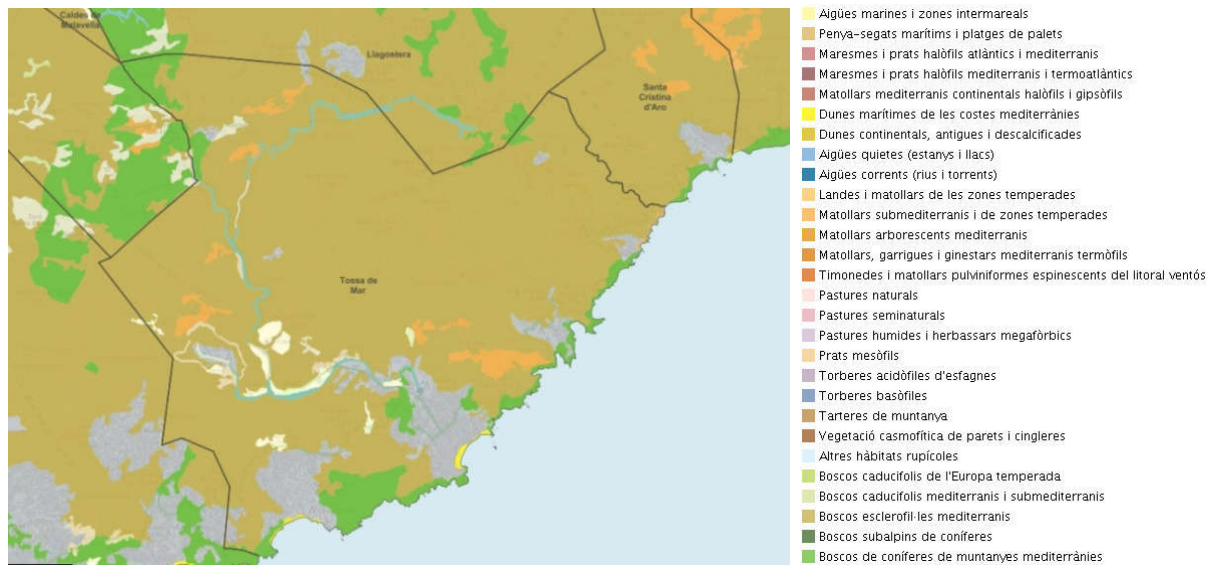 Caldes de
Malavella
Llagostera
Santa
Cristina
d'Aro
Tossa de
Mar
Aigües marines i zones intermareals
Penya-segats marítims i platges de palets
Maresmes i prats halòfils atlàntics i mediterranis
Maresmes i prats halòfils mediterranis i termoatlàntics
Matollars mediterranis continentals halòfils i gipsòfils
Dunes marítimes de les costes mediterrànies
Dunes continentals, antigues i descalcificades
Aigües quietes (estanys i llacs)
Aigües corrents (rius i torrents)
Landes i matollars de les zones temperades
Matollars submediterranis i de zones temperades
Matollars arborescents mediterranis
Matollars, garrigues i ginestars mediterranis termòfils
Timonedes i matollars pulviniformes espinescents del litoral ventós
Pastures naturals
Pastures seminaturals
Pastures humides i herbassars megafòrbics
Prats mesòfils
Torberes acidòfiles d'esfagnes
Torberes basòfiles
Tarteres de muntanya
Vegetació casmofítica de parets i cingleres
Altres hàbitats rupícoles
Boscos caducifolis de l'Europa temperada
Boscos caducifolis mediterranis i submediterranis
Boscos esclerofil·les mediterranis
Boscos subalpins de coníferes
Boscos de coníferes de muntanyes mediterrànies